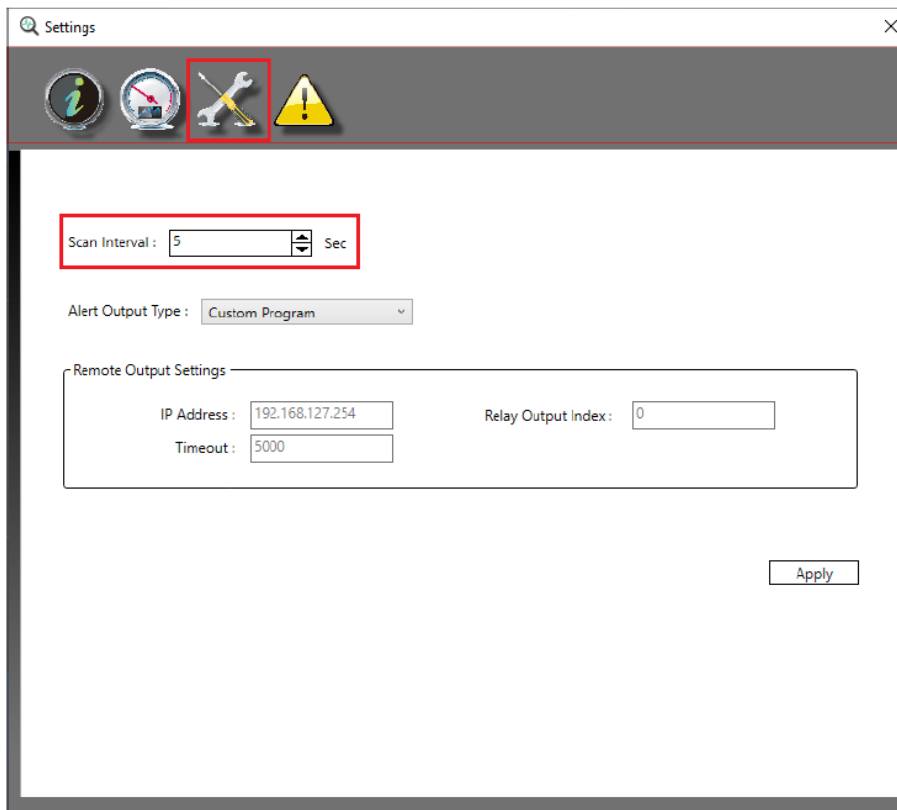 Settings
Scan Interval : 5 Sec
Alert Output Type : Custom Program
Remote Output Settings
IP Address : 192.168.127.254 Relay Output Index : 0
Timeout : 5000
Apply